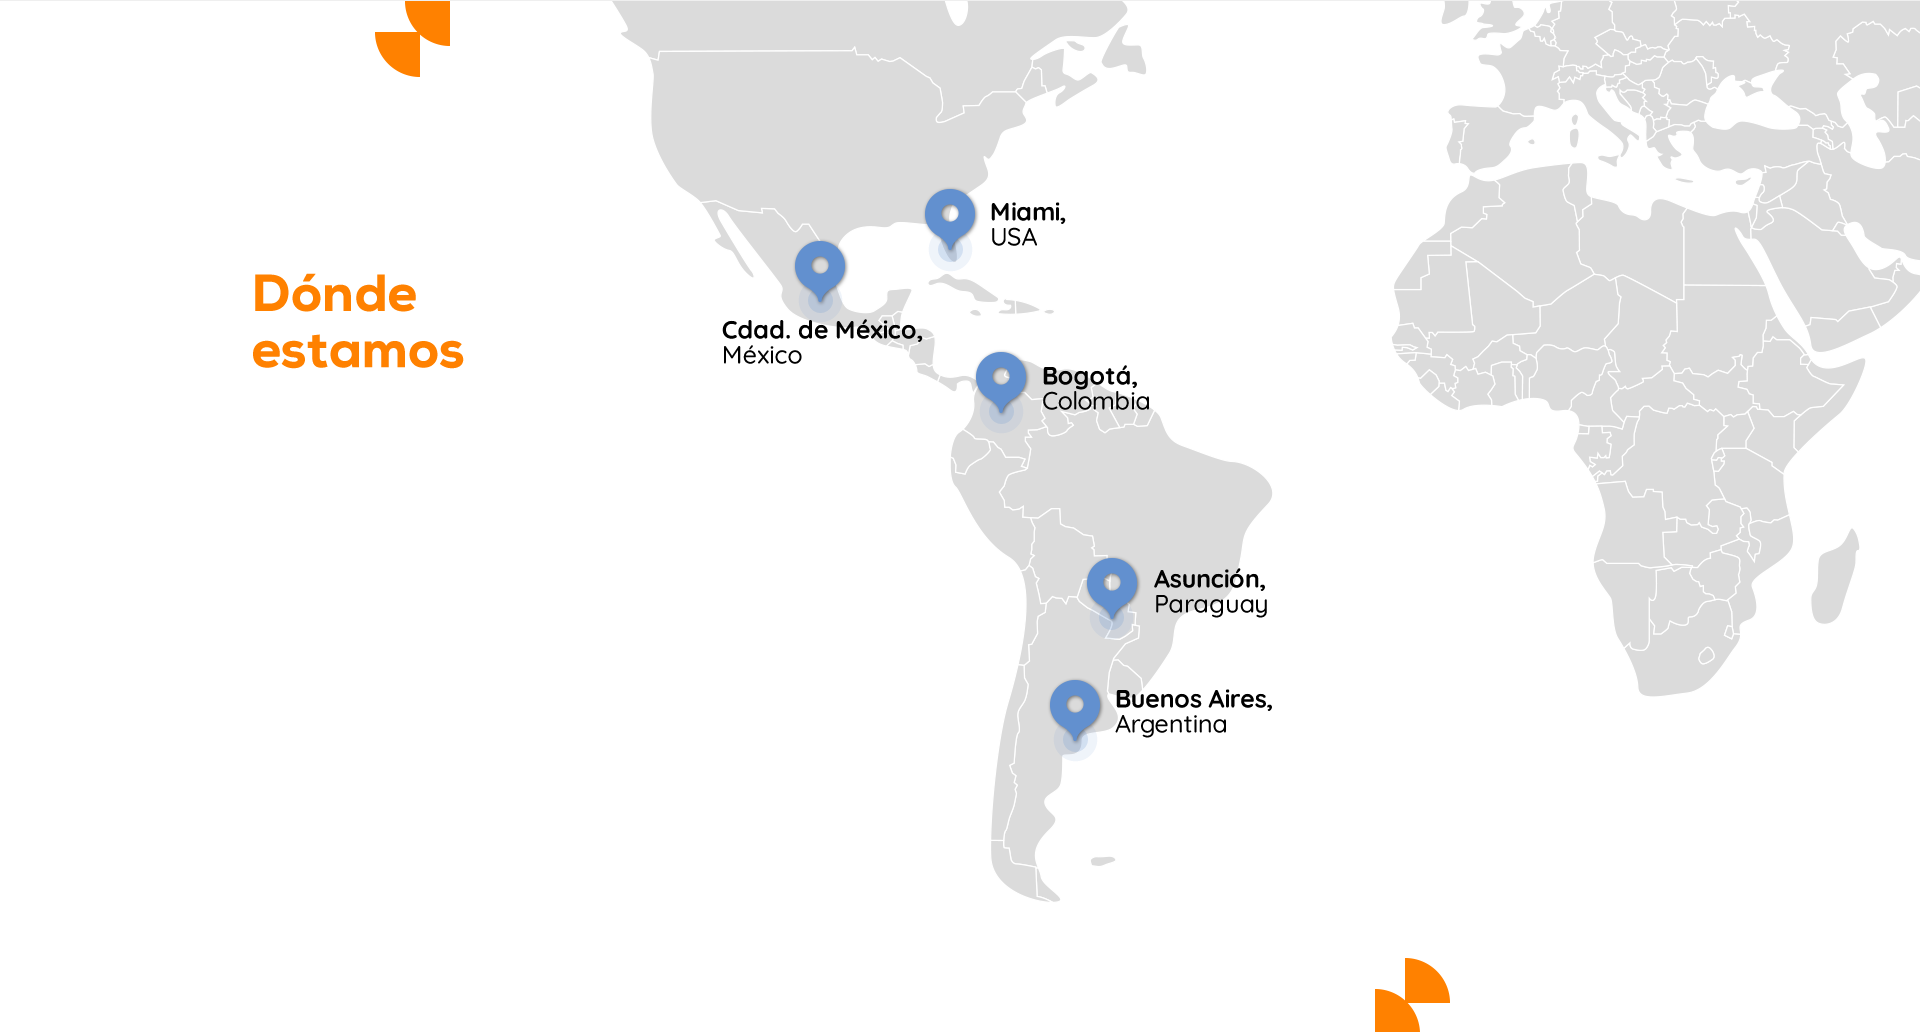 Dónde
estamos
Miami,
USA
Cdad. de México,
México
Bogotá,
Colombia
Asunción,
Paraguay
Buenos Aires,
Argentina